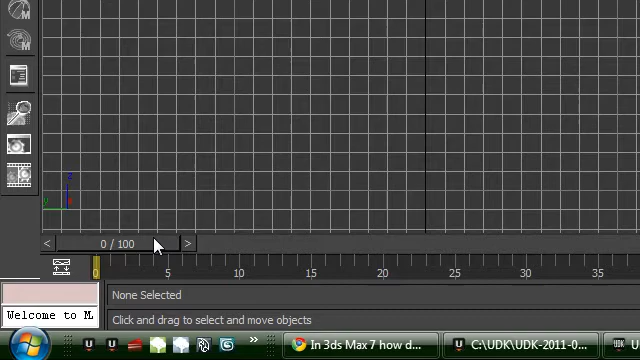 M
M
z
y
< 0 / 100 >
0 5 10 15 20 25 30 35
None Selected
Welcome to M
Click and drag to select and move objects
» In 3ds Max 7 how d... C:\UDK\UDK-2011-0...